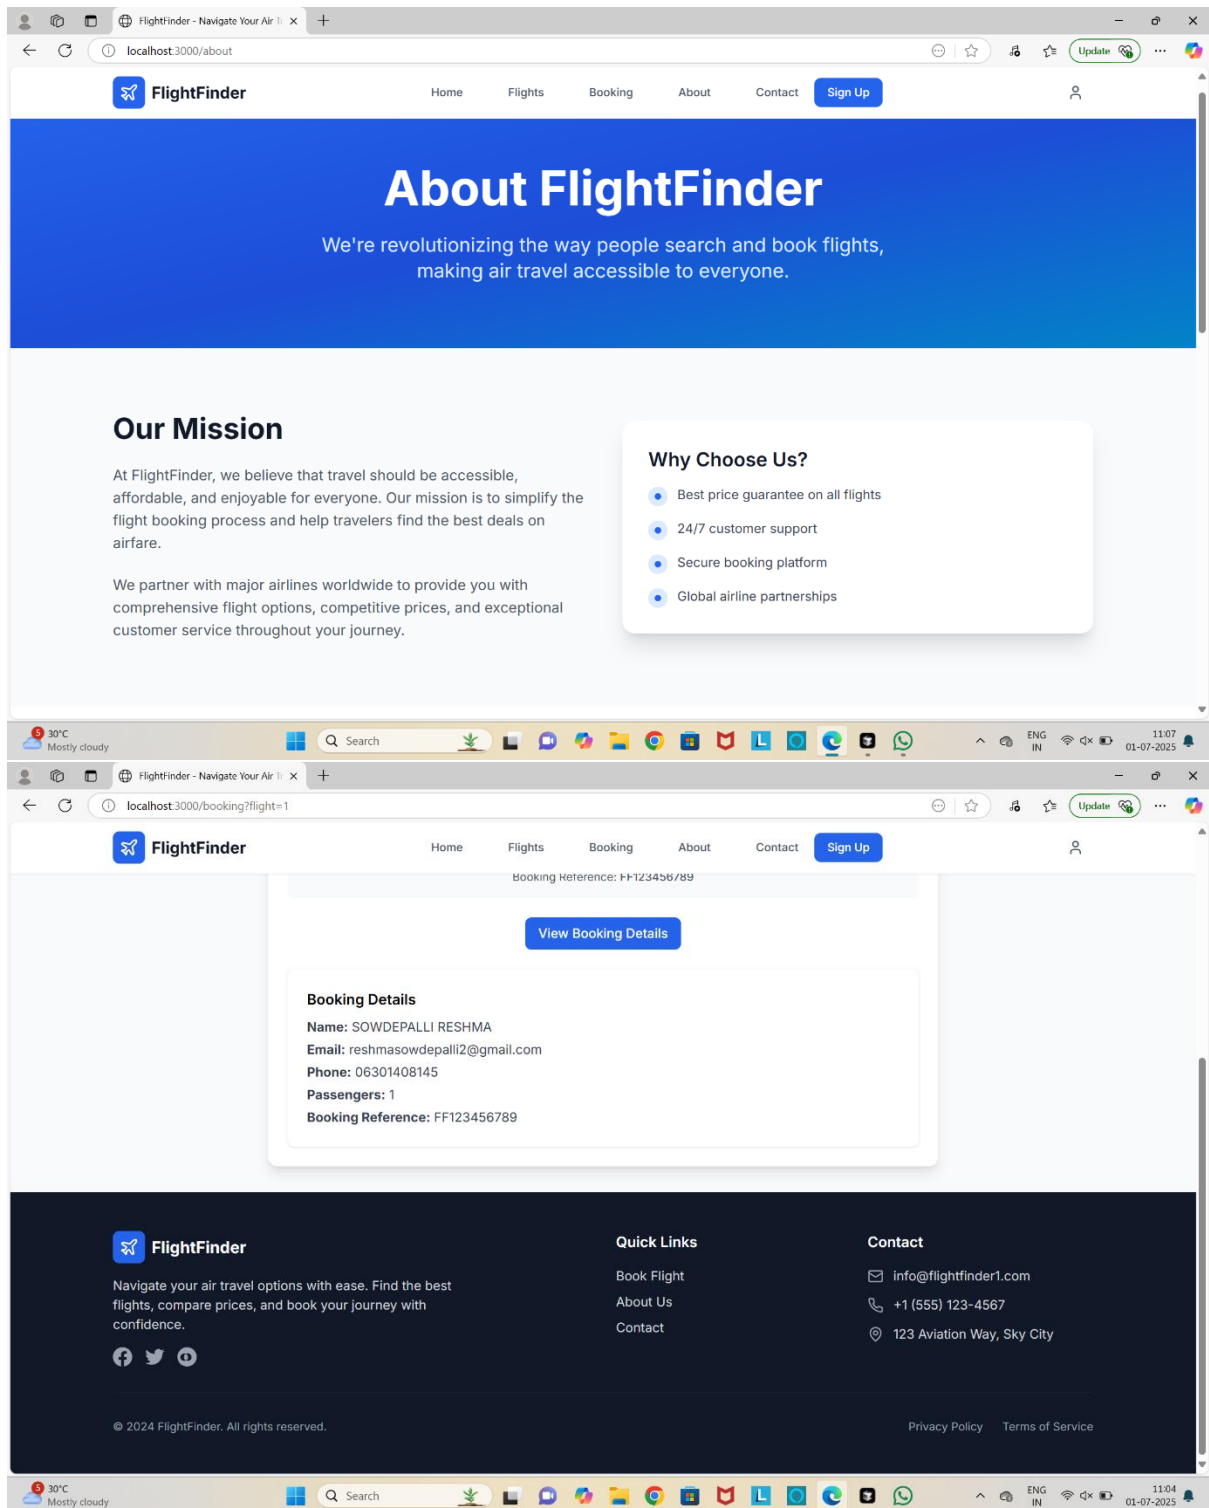 FlightFinder - Navigate Your Air
localhost:3000/about
Update
FlightFinder
Home Flights Booking About Contact Sign Up
About FlightFinder
We're revolutionizing the way people search and book flights,
making air travel accessible to everyone.
Our Mission
At FlightFinder, we believe that travel should be accessible,
affordable, and enjoyable for everyone. Our mission is to simplify the
flight booking process and help travelers find the best deals on
airfare.
We partner with major airlines worldwide to provide you with
comprehensive flight options, competitive prices, and exceptional
customer service throughout your journey.
Why Choose Us?
Best price guarantee on all flights
24/7 customer support
Secure booking platform
Global airline partnerships
5
30°C
Mostly cloudy
Search
L
ENG
IN
11:07
01-07-2025
FlightFinder - Navigate Your Air
localhost:3000/booking?flight=1
Update
FlightFinder
Home Flights Booking About Contact Sign Up
Booking Reference: FF123456789
View Booking Details
Booking Details
Name: SOWDEPALLI RESHMA
Email: reshmasowdepalli2@gmail.com
Phone: 06301408145
Passengers: 1
Booking Reference: FF123456789
FlightFinder
Navigate your air travel options with ease. Find the best
flights, compare prices, and book your journey with
confidence.
Quick Links
Book Flight
About Us
Contact
Contact
info@flightfinder1.com
+1 (555) 123-4567
123 Aviation Way, Sky City
© 2024 FlightFinder. All rights reserved.
Privacy Policy Terms of Service
5
30°C
Mostly cloudy
Search
L
ENG
IN
11:04
01-07-2025